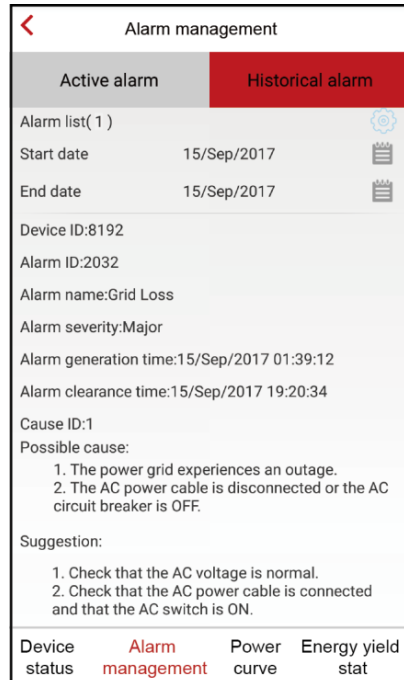 Alarm management
Active alarm Historical alarm
Alarm list( 1 )
Start date 15/Sep/2017
End date 15/Sep/2017
Device ID:8192
Alarm ID:2032
Alarm name:Grid Loss
Alarm severity:Major
Alarm generation time:15/Sep/2017 01:39:12
Alarm clearance time:15/Sep/2017 19:20:34
Cause ID:1
Possible cause:
1. The power grid experiences an outage.
2. The AC power cable is disconnected or the AC
circuit breaker is OFF.
Suggestion:
1. Check that the AC voltage is normal.
2. Check that the AC power cable is connected
and that the AC switch is ON.
Device status Alarm management Power curve Energy yield stat